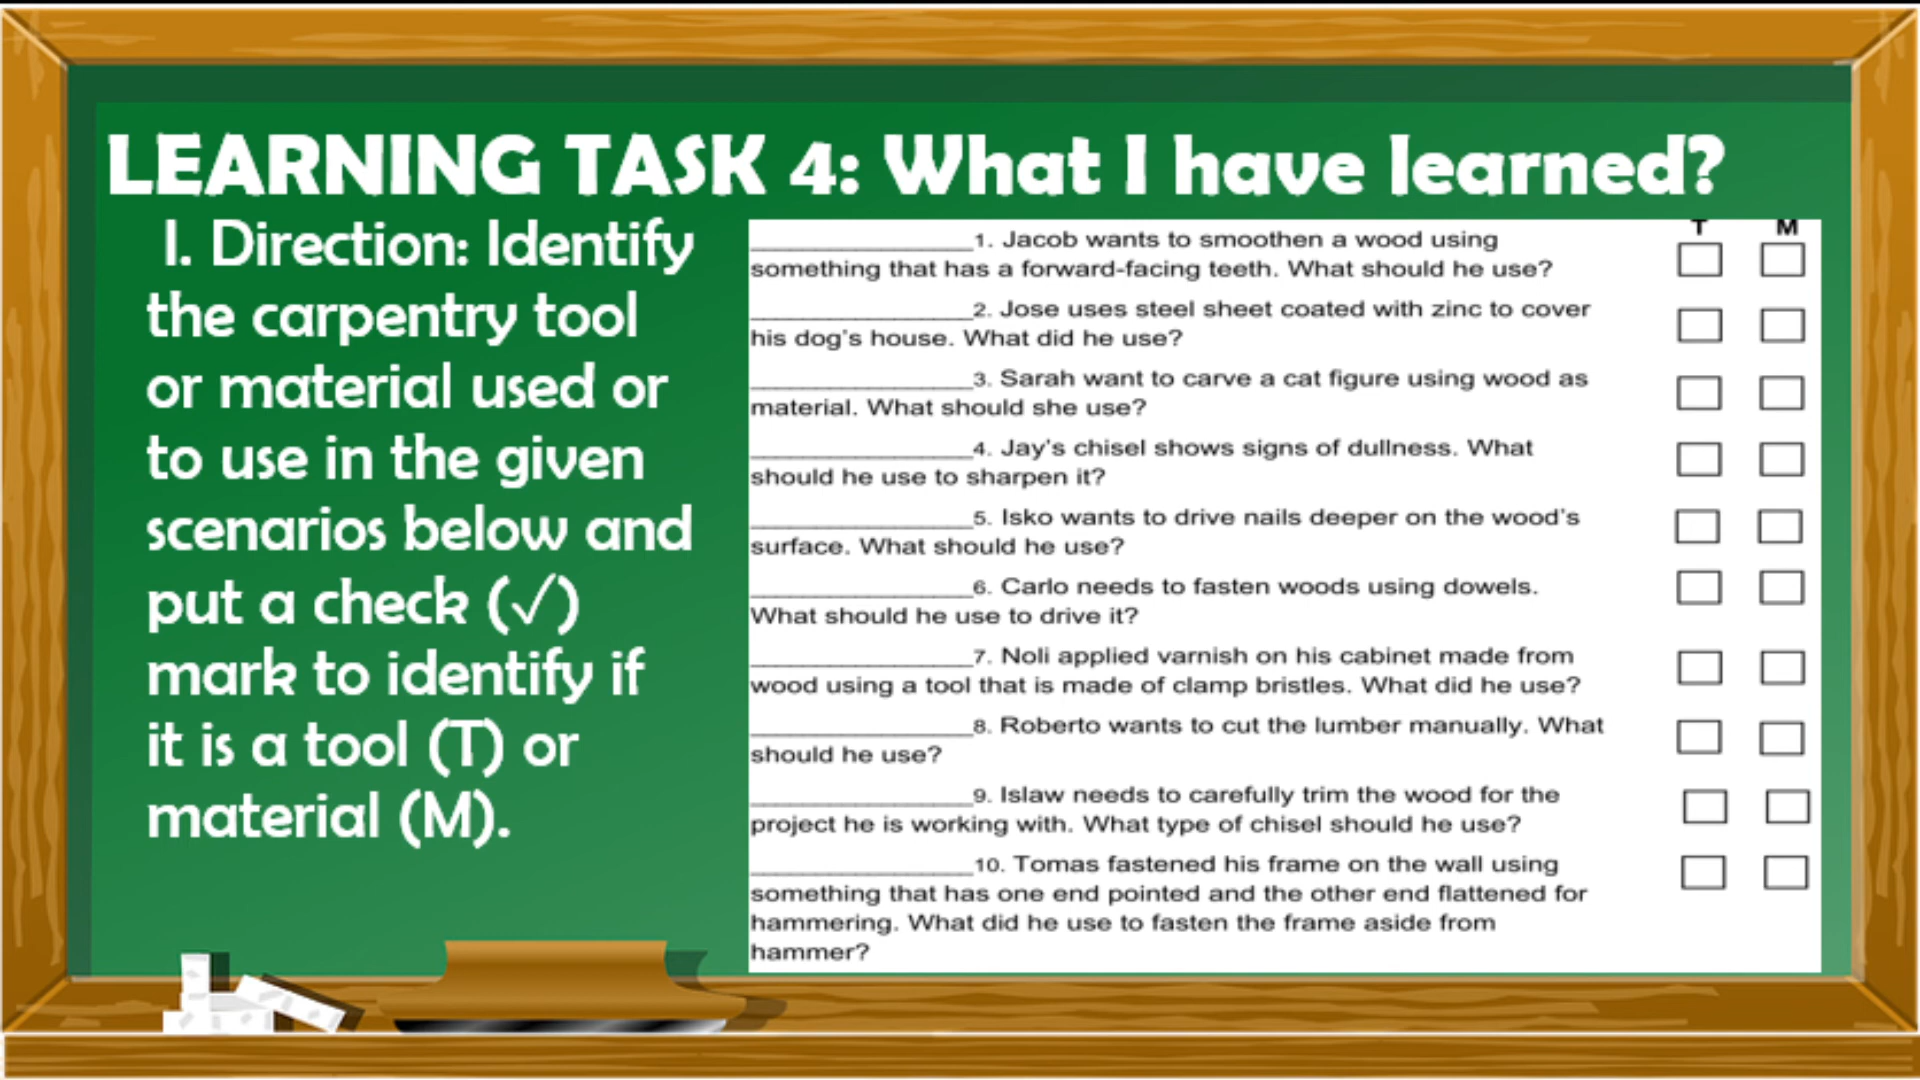 LEARNING TASK 4: What I have learned?
I. Direction: Identify
the carpentry tool
or material used or
to use in the given
scenarios below and
put a check (√)
mark to identify if
it is a tool (T) or
material (M).
T M
__________________1. Jacob wants to smoothen a wood using
something that has a forward-facing teeth. What should he use?
__________________2. Jose uses steel sheet coated with zinc to cover
his dog's house. What did he use?
__________________3. Sarah want to carve a cat figure using wood as
material. What should she use?
__________________4. Jay's chisel shows signs of dullness. What
should he use to sharpen it?
__________________5. Isko wants to drive nails deeper on the wood's
surface. What should he use?
__________________6. Carlo needs to fasten woods using dowels.
What should he use to drive it?
__________________7. Noli applied varnish on his cabinet made from
wood using a tool that is made of clamp bristles. What did he use?
__________________8. Roberto wants to cut the lumber manually. What
should he use?
__________________9. Islaw needs to carefully trim the wood for the
project he is working with. What type of chisel should he use?
__________________10. Tomas fastened his frame on the wall using
something that has one end pointed and the other end flattened for
hammering. What did he use to fasten the frame aside from
hammer?